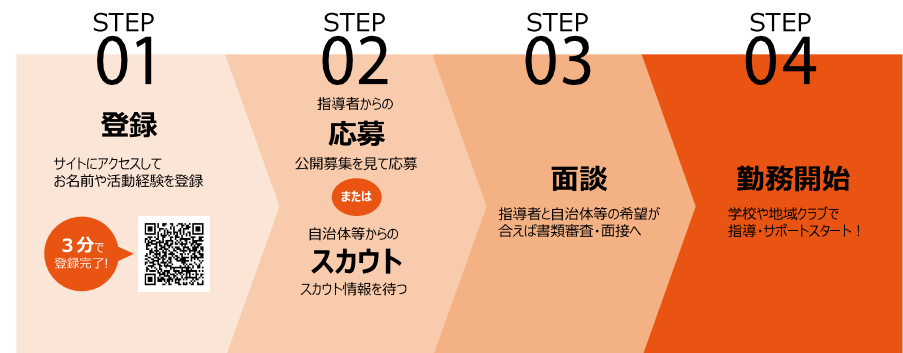 STEP
01
登録
サイトにアクセスして
お名前や活動経験を登録
3分で
登録完了!
STEP
02
指導者からの
応募
公開募集を見て応募
または
自治体等からの
スカウト
スカウト情報を待つ
STEP
03
面談
指導者と自治体等の希望が
合えば書類審査・面接へ
STEP
04
勤務開始
学校や地域クラブで
指導・サポートスタート！